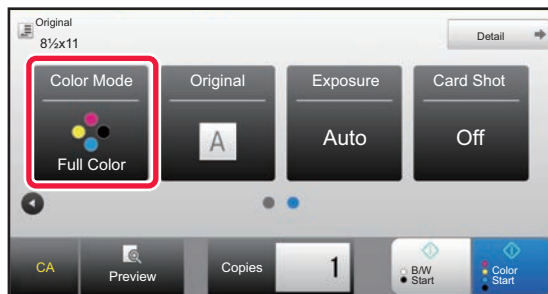 Original
8½x11
Detail
Color Mode
Original
Exposure
Card Shot
A
Auto
Off
Full Color
CA
Preview
Copies
1
B/W
Start
Color
Start